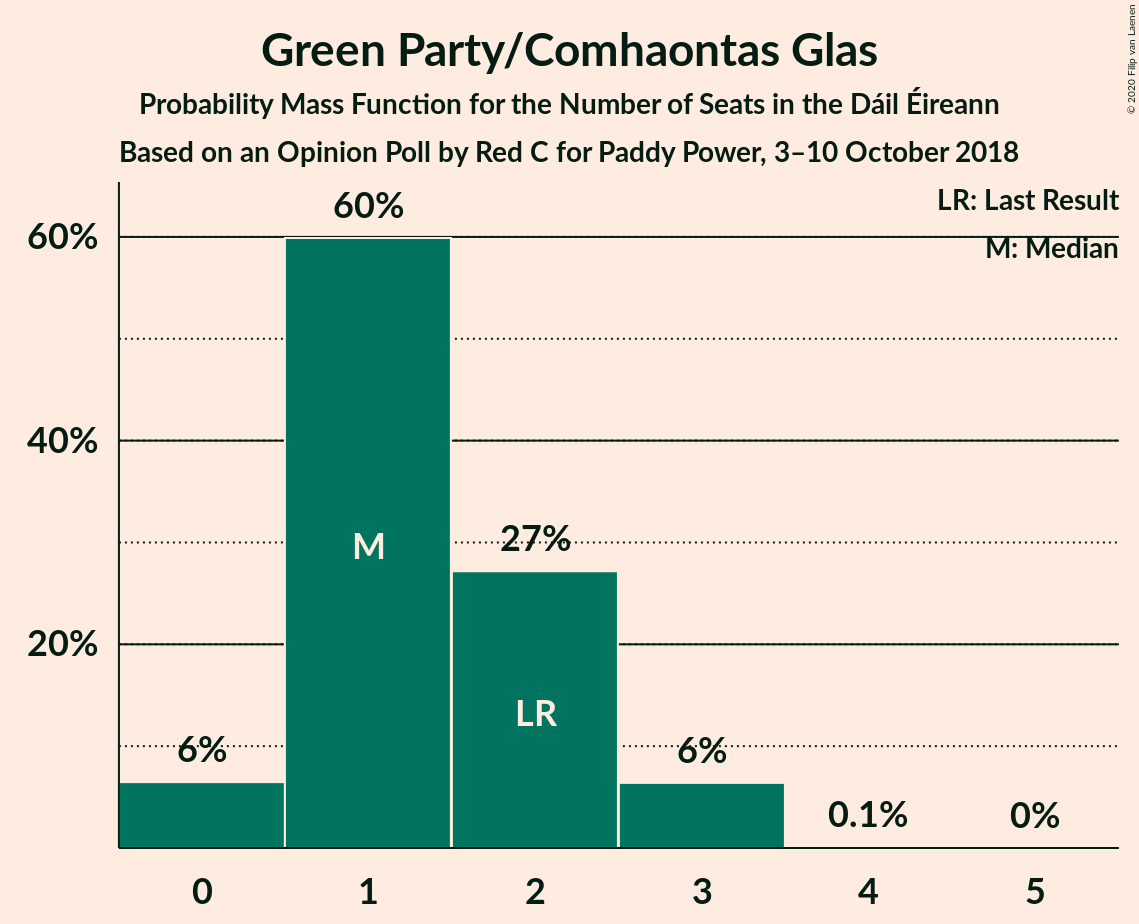 Green Party/Comhaontas Glas
Probability Mass Function for the Number of Seats in the Dáil Éireann
Based on an Opinion Poll by Red C for Paddy Power, 3–10 October 2018
© 2020 Filip van Laenen
LR: Last Result
M: Median
60%
40%
20%
6%
60%
27%
6%
0.1%
0%
M
LR
0
1
2
3
4
5